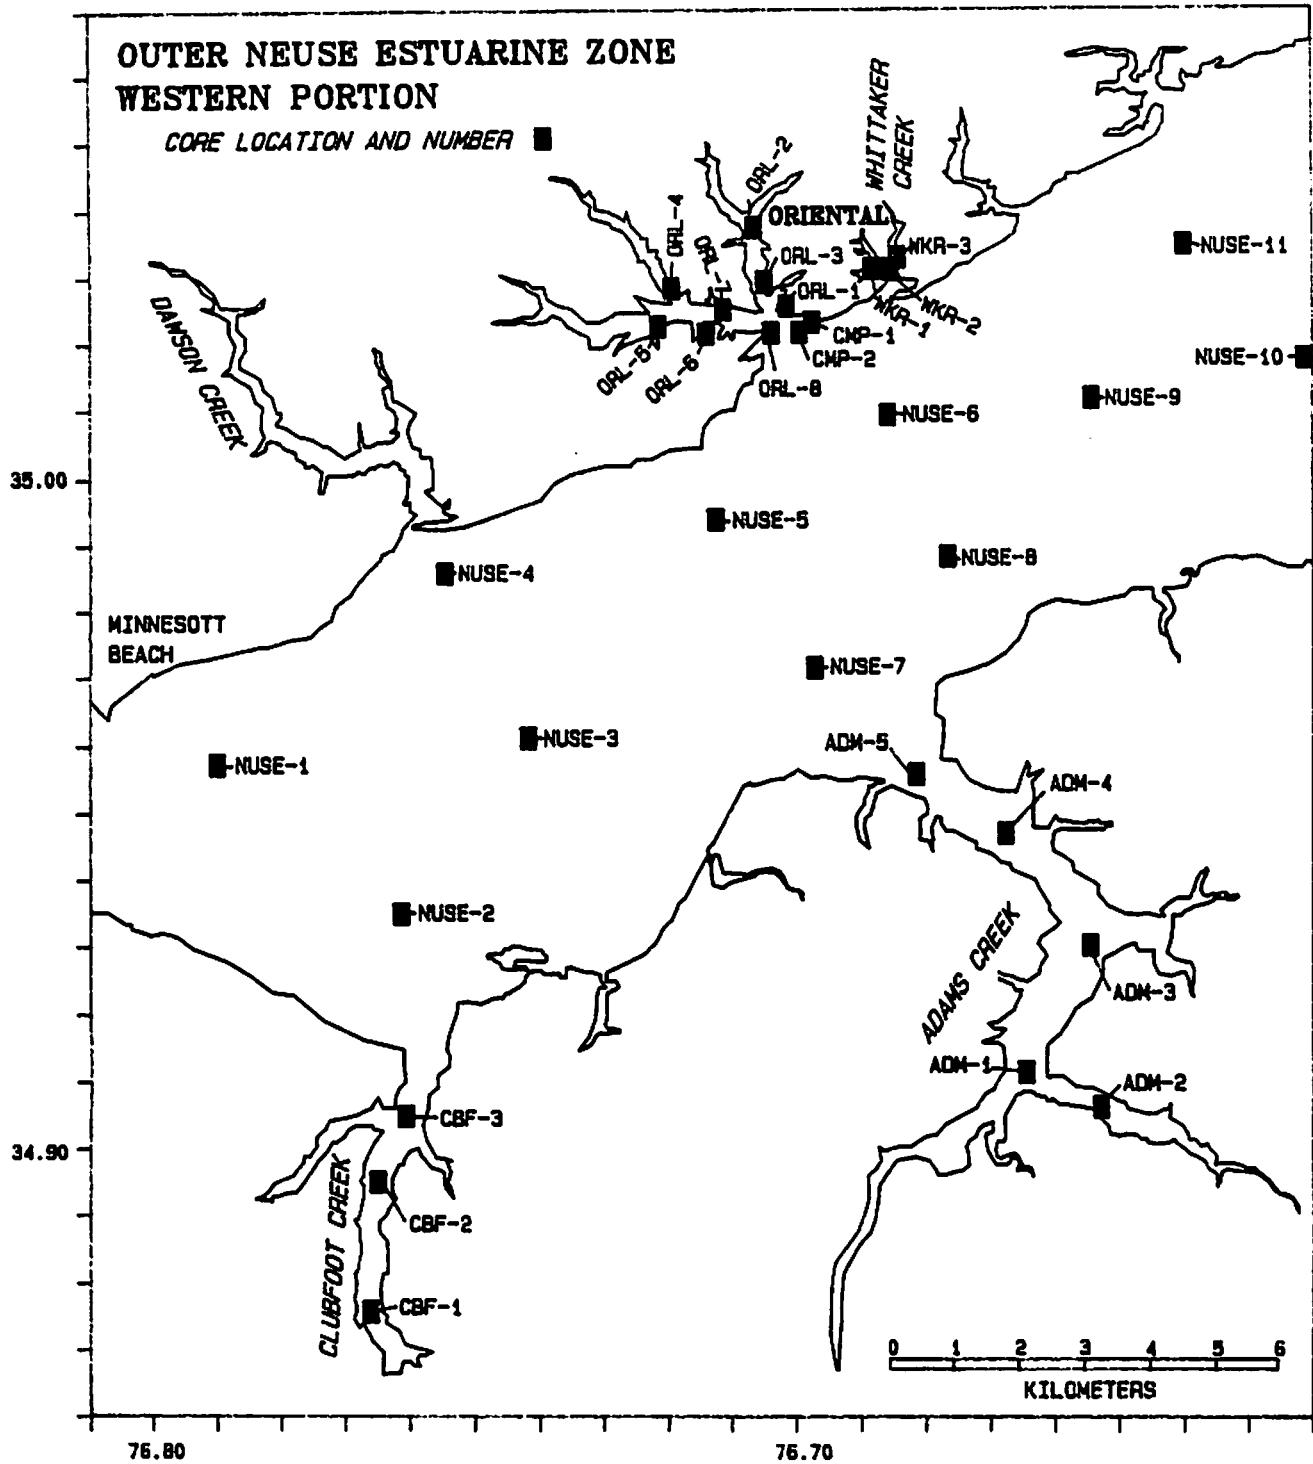 OUTER NEUSE ESTUARINE ZONE
WESTERN PORTION
CORE LOCATION AND NUMBER
WHITTAKER
CREEK
ORL-2
ORL-4
ORIENTAL
ORL-7
ORL-3
WKR-3
NUSE-11
ORL-1
WKR-2
WKR-1
DAWSON CREEK
CMP-1
CMP-2
NUSE-10
ORL-5
ORL-6
ORL-8
NUSE-9
NUSE-6
35.00
NUSE-5
NUSE-8
NUSE-4
MINNESOTT
BEACH
NUSE-7
NUSE-3
ADM-5
NUSE-1
ADM-4
NUSE-2
ADAMS CREEK
ADM-3
ADM-1
ADM-2
CBF-3
34.90
CLUBFOOT CREEK
CBF-2
CBF-1
0 1 2 3 4 5 6
KILOMETERS
76.80 76.70